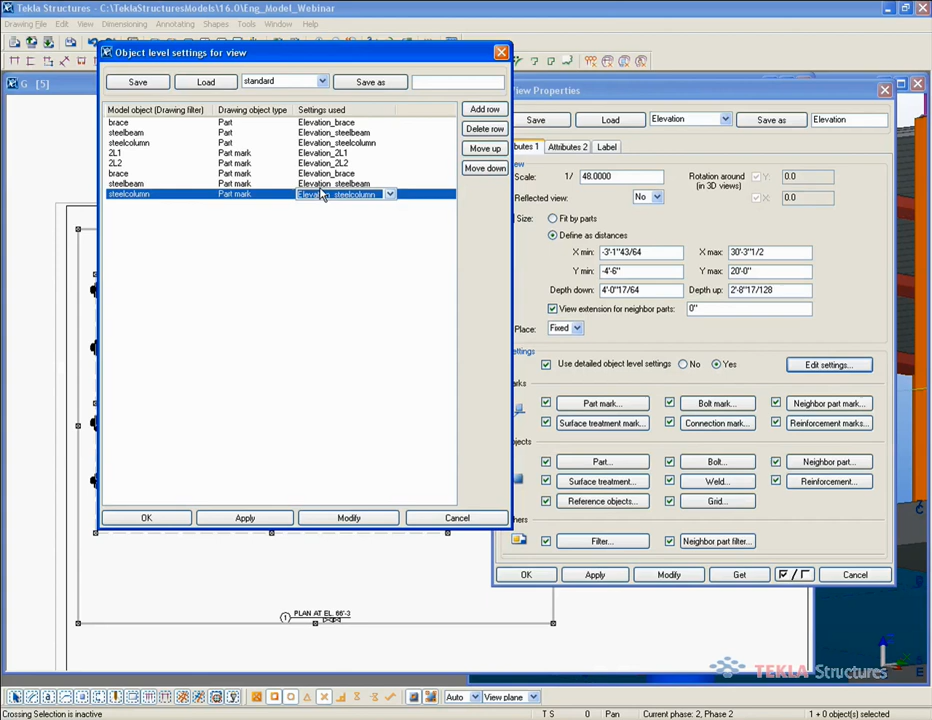 Tekla Structures - C:\TeklaStructuresModels\16.0\Eng_Model_Webinar
Drawing File Edit View Dimensioning Annotating Shapes Tools Window Help
Object level settings for view
Save Load standard Save as
Model object (Drawing filter) Drawing object type Settings used
brace Part Elevation_brace
steelbeam Part Elevation_steelbeam
steelcolumn Part Elevation_steelcolumn
2L1 Part mark Elevation_2L1
2L2 Part mark Elevation_2L2
brace Part mark Elevation_brace
steelbeam Part mark Elevation_steelbeam
steelcolumn Part mark Elevation_steelcolumn
Add row
Delete row
Move up
Move down
OK Apply Modify Cancel
G [5]
View Properties
Save Load Elevation Save as Elevation
butes 1 Attributes 2 Label
ew
Scale: 1/ 48.0000 Rotation around (in 3D views) Y: 0.0
Reflected view: No X: 0.0
Size: Fit by parts
Define as distances
X min: -3'-1"43/64 X max: 30'-3"1/2
Y min: -4'-6" Y max: 20'-0"
Depth down: 4'-0"17/64 Depth up: 2'-8"17/128
View extension for neighbor parts: 0"
Place: Fixed
ettings
Use detailed object level settings No Yes Edit settings...
arks
Part mark... Bolt mark... Neighbor part mark...
Surface treatment mark... Connection mark... Reinforcement marks...
bjects
Part... Bolt... Neighbor part...
Surface treatment... Weld... Reinforcement...
Reference objects... Grid...
thers
Filter... Neighbor part filter...
OK Apply Modify Get Cancel
1 PLAN AT EL. 66'-3
TEKLA Structures
Auto View plane
Crossing Selection is inactive T S 0 Pan Current phase: 2, Phase 2 1 + 0 object(s) selected